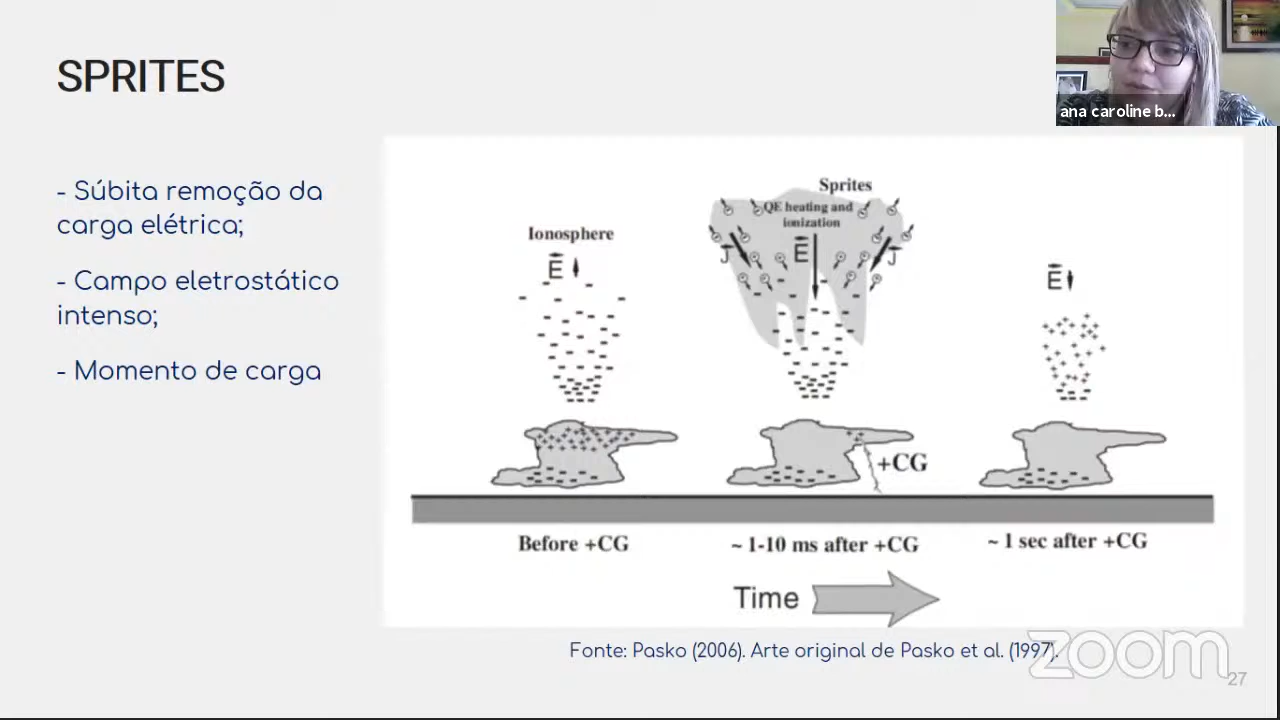 SPRITES
ana caroline b...
- Súbita remoção da
carga elétrica;
- Campo eletrostático
intenso;
- Momento de carga
Ionosphere
E
Sprites
QE heating and
ionization
J
E
J
E
+CG
Before +CG
~ 1-10 ms after +CG
~ 1 sec after +CG
Time
Fonte: Pasko (2006). Arte original de Pasko et al. (1997).
zoom
27